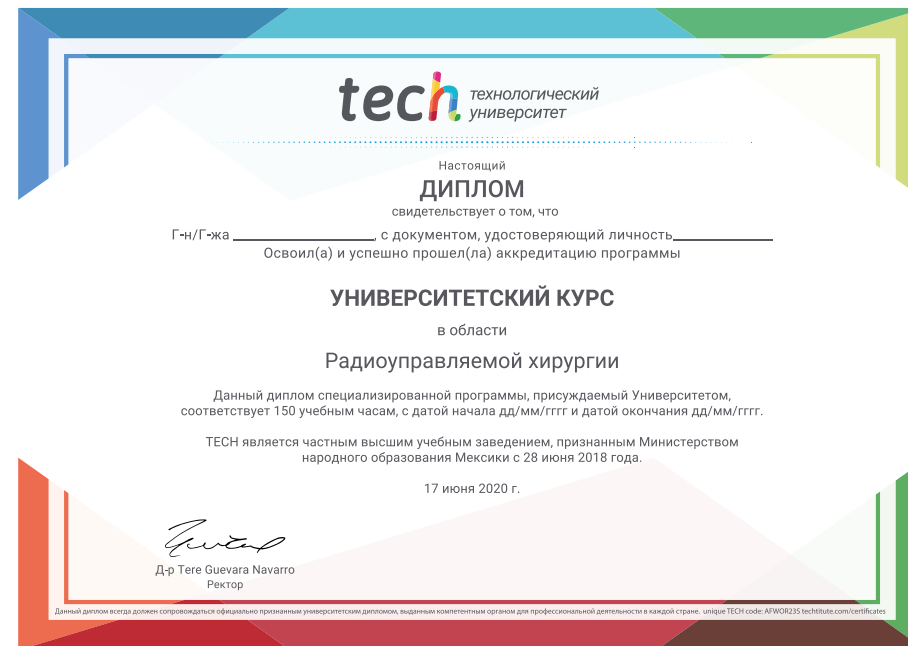 tech технологический
университет
Настоящий
ДИПЛОМ
свидетельствует о том, что
Г-н/Г-жа ____________________, с документом, удостоверяющий личность______________
Освоил(а) и успешно прошел(ла) аккредитацию программы
УНИВЕРСИТЕТСКИЙ КУРС
в области
Радиоуправляемой хирургии
Данный диплом специализированной программы, присуждаемый Университетом,
соответствует 150 учебным часам, с датой начала дд/мм/гггг и датой окончания дд/мм/гггг.
TECH является частным высшим учебным заведением, признанным Министерством
народного образования Мексики с 28 июня 2018 года.
17 июня 2020 г.
Д-р Tere Guevara Navarro
Ректор
Данный диплом всегда должен сопровождаться официально признанным университетским дипломом, выданным компетентным органом для профессиональной деятельности в каждой стране. unique TECH code: AFWOR23S techtitute.com/certificates